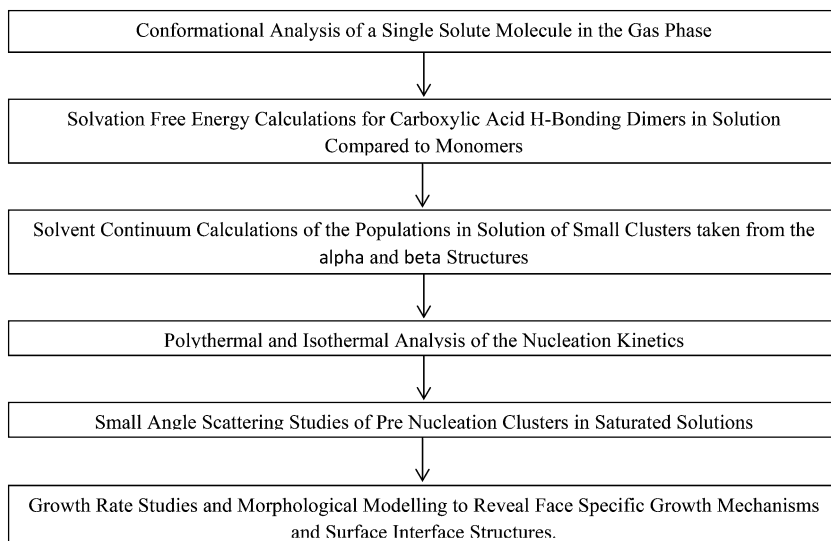 Conformational Analysis of a Single Solute Molecule in the Gas Phase
Solvation Free Energy Calculations for Carboxylic Acid H-Bonding Dimers in Solution
Compared to Monomers
Solvent Continuum Calculations of the Populations in Solution of Small Clusters taken from the
alpha and beta Structures
Polythermal and Isothermal Analysis of the Nucleation Kinetics
Small Angle Scattering Studies of Pre Nucleation Clusters in Saturated Solutions
Growth Rate Studies and Morphological Modelling to Reveal Face Specific Growth Mechanisms
and Surface Interface Structures.